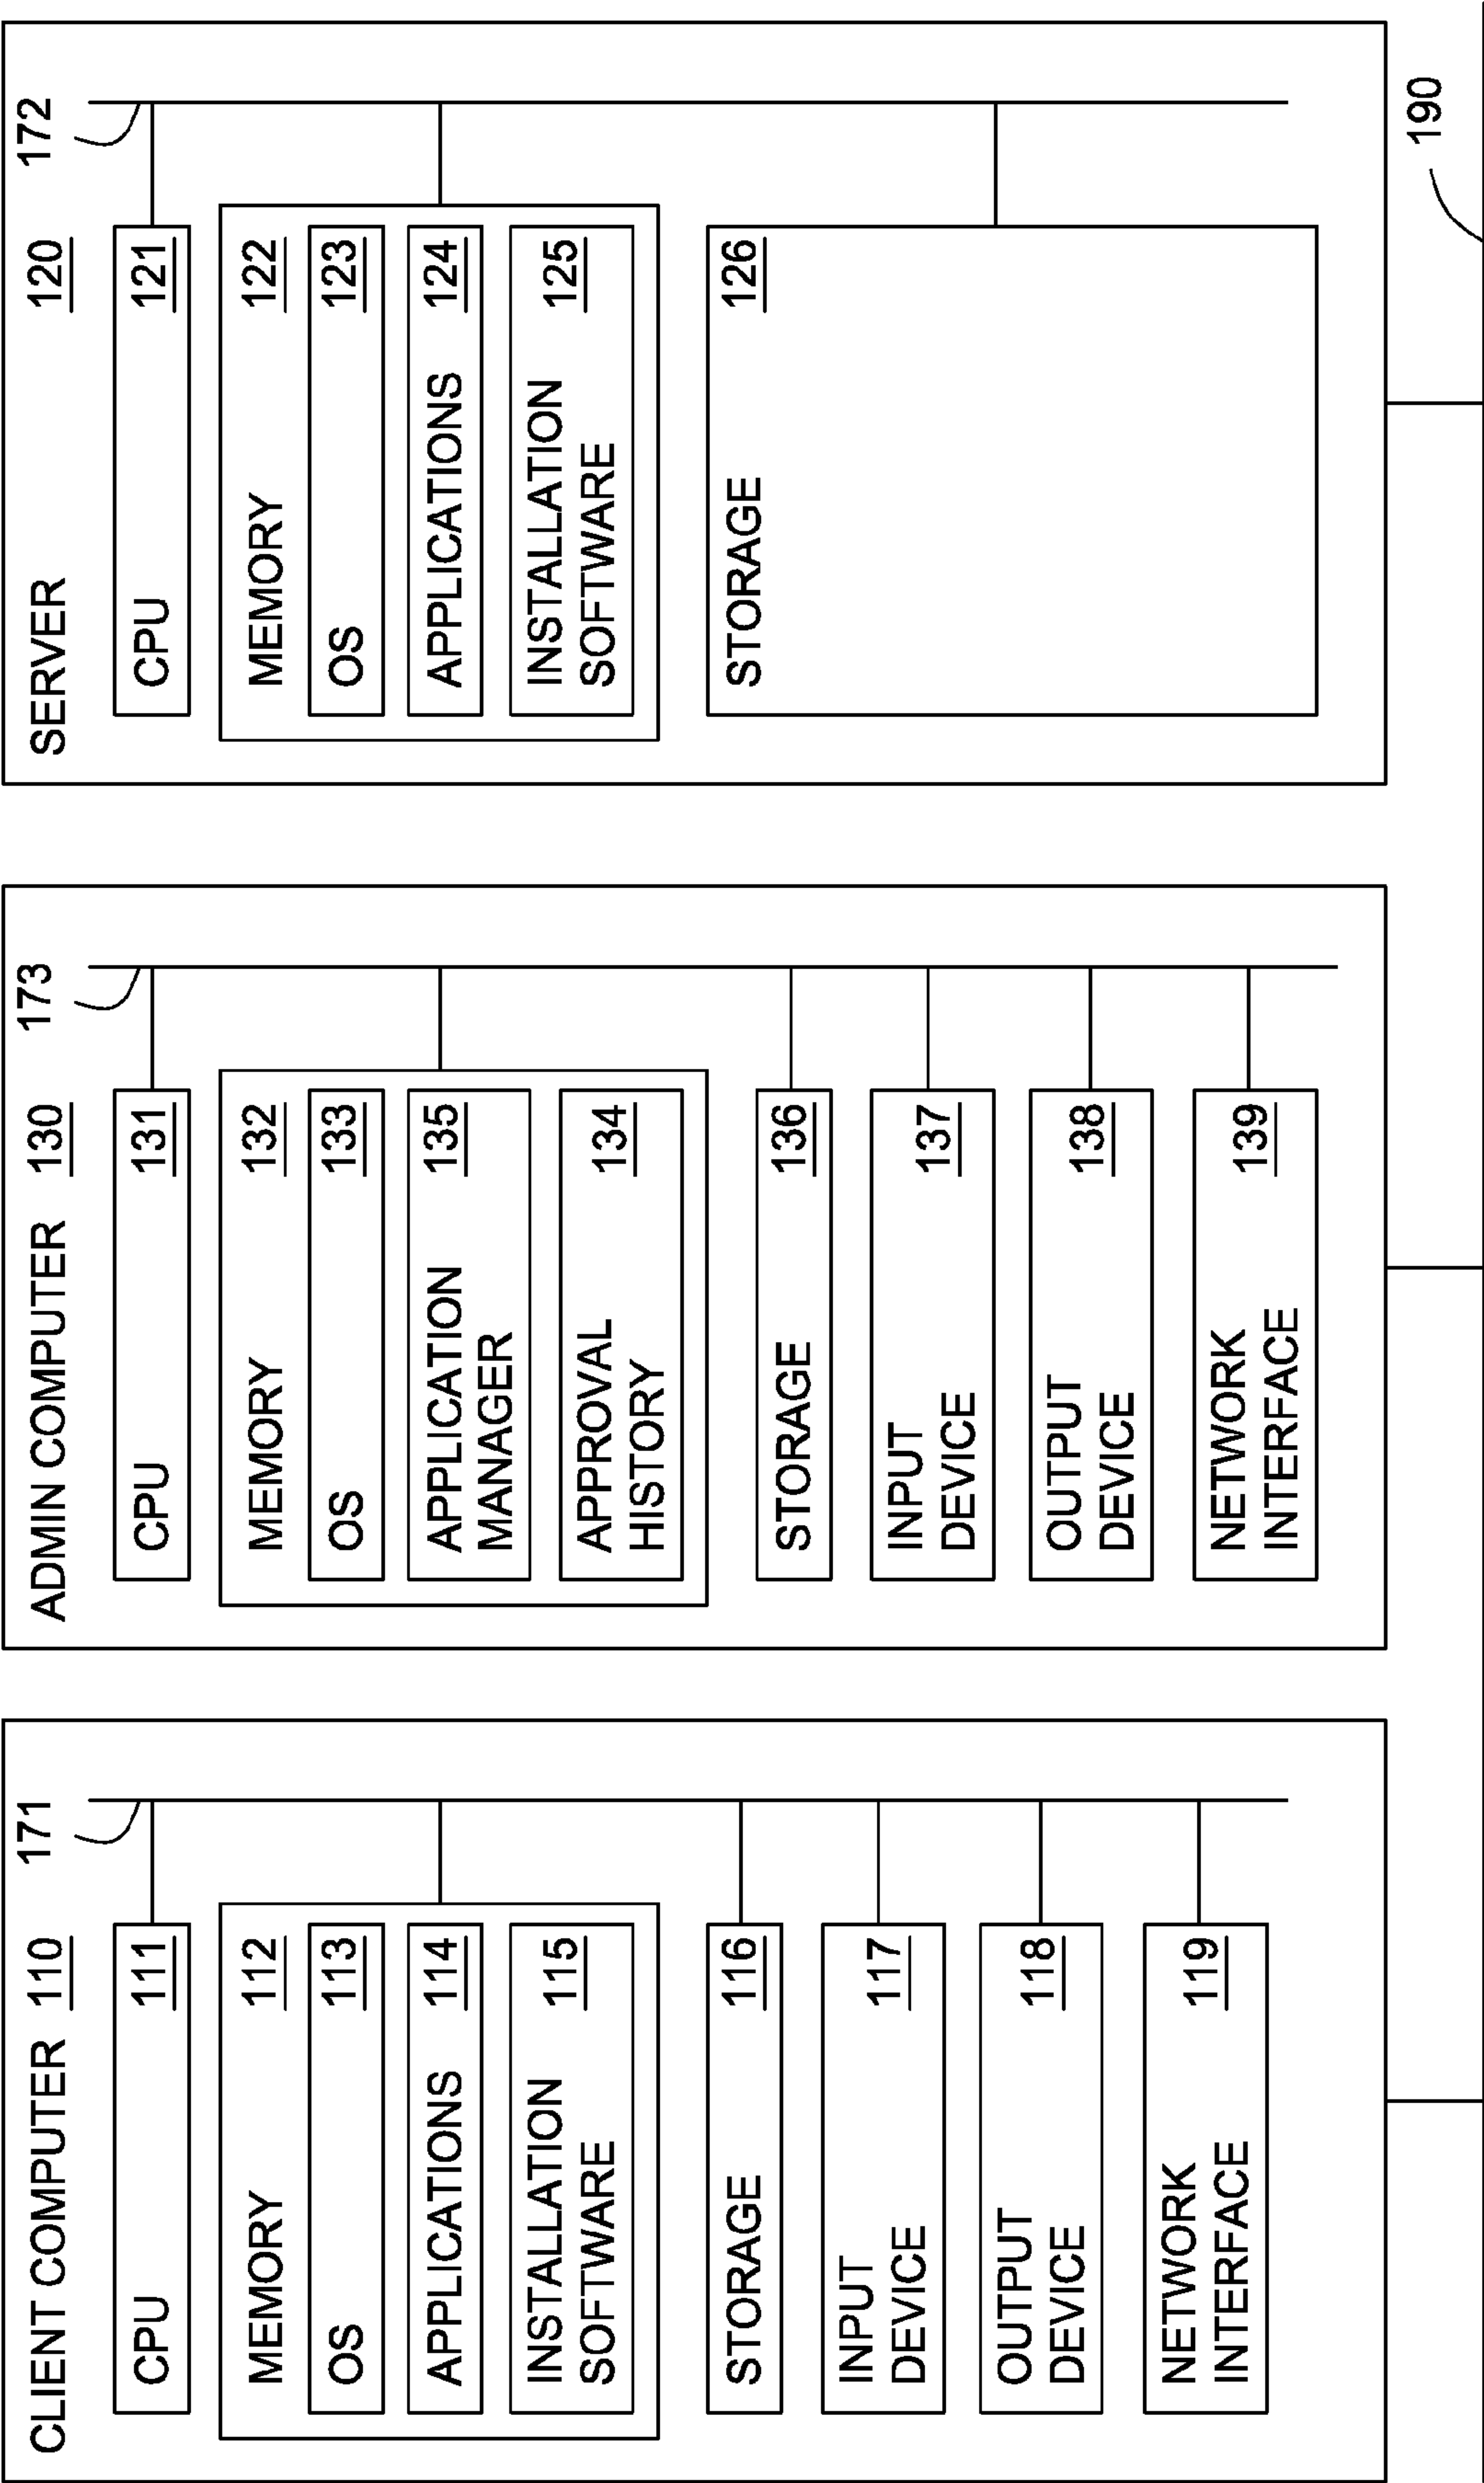 CLIENT COMPUTER 110
171
CPU 111
MEMORY 112
OS 113
APPLICATIONS 114
INSTALLATION 115
SOFTWARE
STORAGE 116
INPUT 117
DEVICE
OUTPUT 118
DEVICE
NETWORK 119
INTERFACE
ADMIN COMPUTER 130
173
CPU 131
MEMORY 132
OS 133
APPLICATION 135
MANAGER
APPROVAL 134
HISTORY
STORAGE 136
INPUT 137
DEVICE
OUTPUT 138
DEVICE
NETWORK 139
INTERFACE
SERVER 120
172
CPU 121
MEMORY 122
OS 123
APPLICATIONS 124
INSTALLATION 125
SOFTWARE
STORAGE 126
190